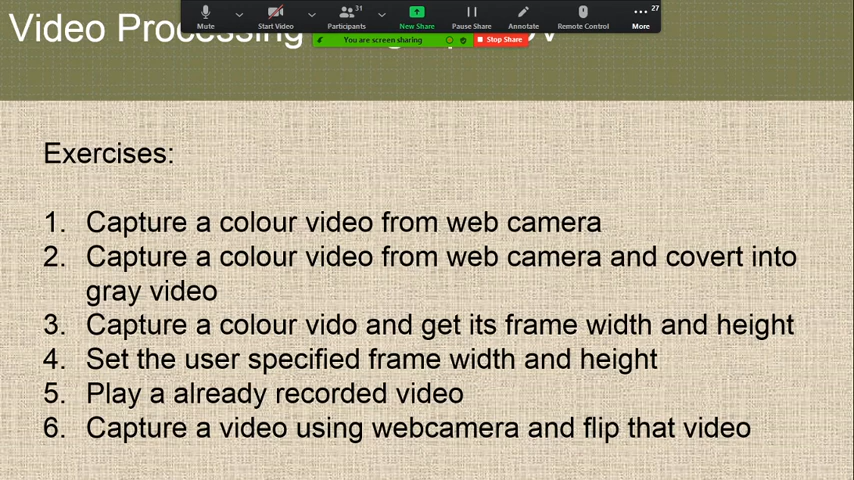 Mute
Start Video
Participants
31
New Share
Pause Share
Annotate
Remote Control
27
More
You are screen sharing
Stop Share
Video Processing
Exercises:
1. Capture a colour video from web camera
2. Capture a colour video from web camera and covert into
gray video
3. Capture a colour vido and get its frame width and height
4. Set the user specified frame width and height
5. Play a already recorded video
6. Capture a video using webcamera and flip that video